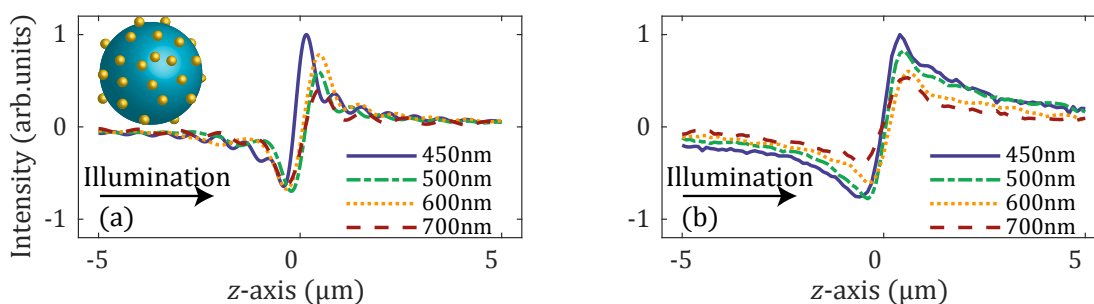 Intensity (arb.units)
1
0
-1
Illumination
(a)
450nm
500nm
600nm
700nm
-5
0
5
z-axis (μm)
1
0
-1
Illumination
(b)
450nm
500nm
600nm
700nm
-5
0
5
z-axis (μm)